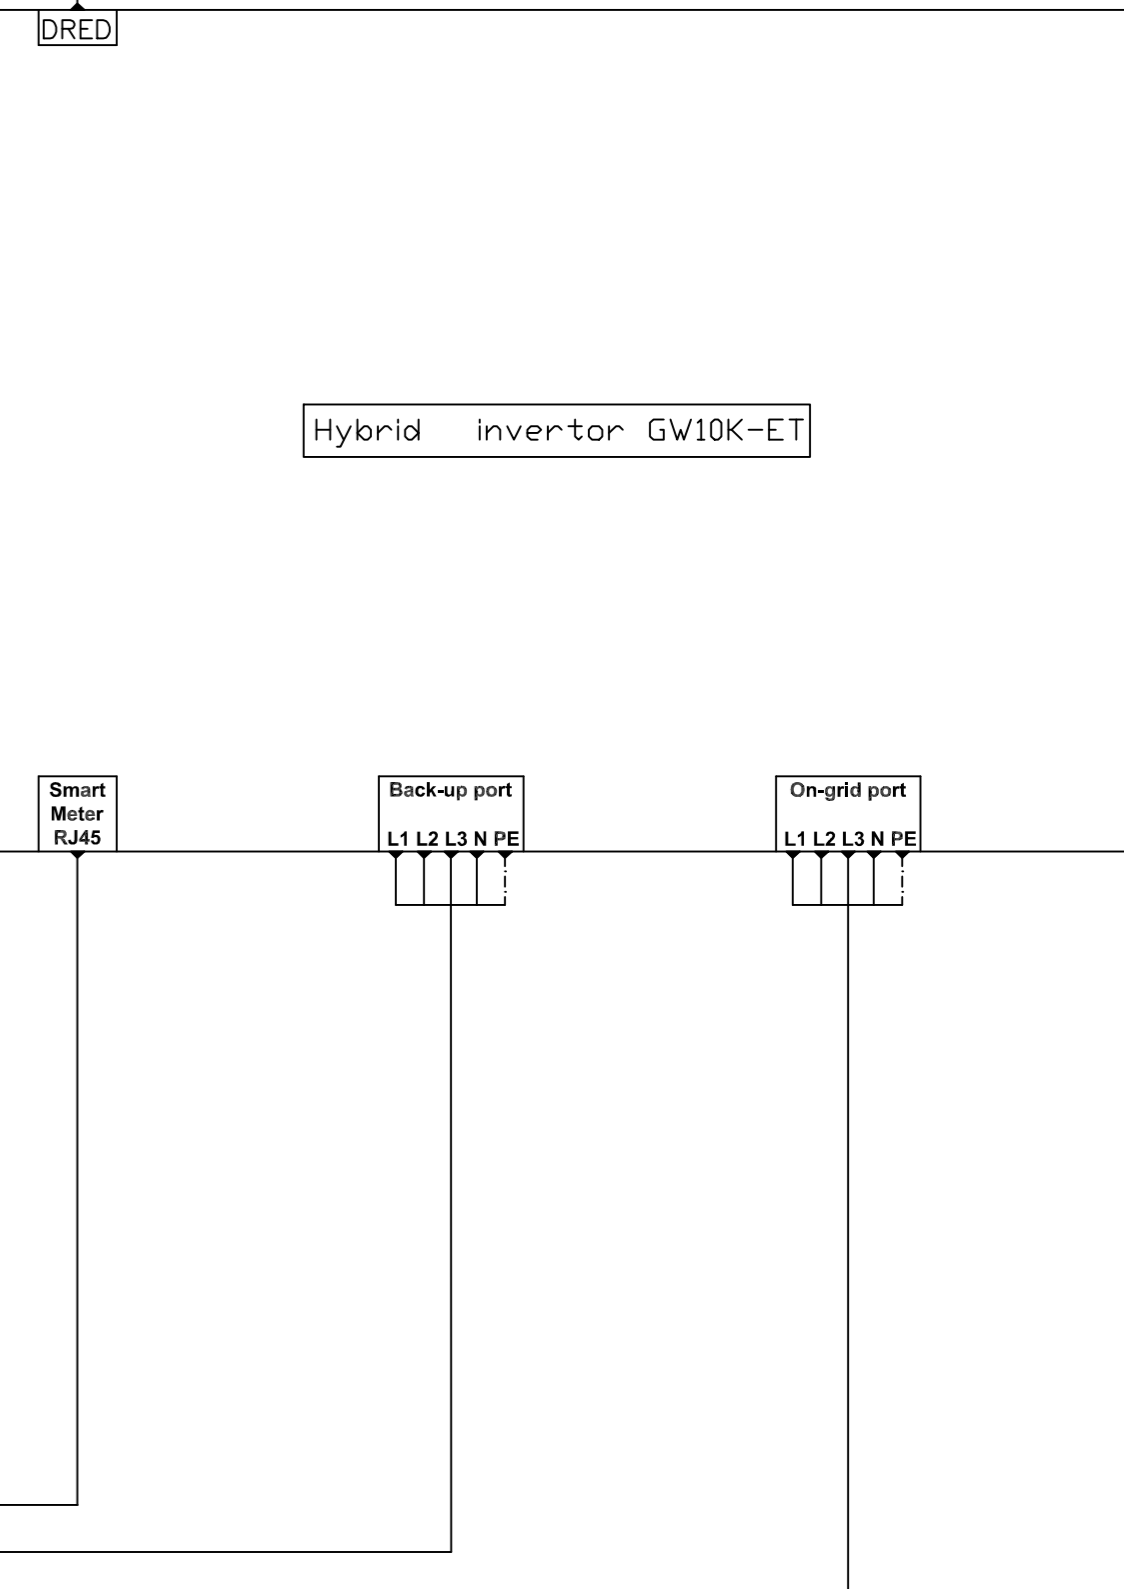 DRED
Hybrid invertor GW10K-ET
Smart
Meter
RJ45
Back-up port
L1 L2 L3 N PE
On-grid port
L1 L2 L3 N PE